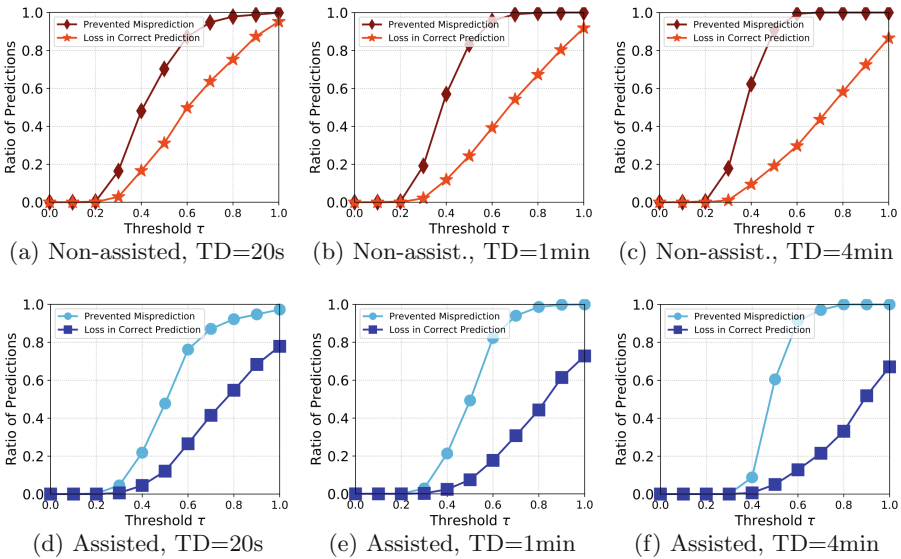 Prevented Misprediction
Loss in Correct Prediction
Ratio of Predictions
1.0
0.8
0.6
0.4
0.2
0.0
0.0 0.2 0.4 0.6 0.8 1.0
Threshold τ
(a) Non-assisted, TD=20s
Prevented Misprediction
Loss in Correct Prediction
Ratio of Predictions
1.0
0.8
0.6
0.4
0.2
0.0
0.0 0.2 0.4 0.6 0.8 1.0
Threshold τ
(b) Non-assist., TD=1min
Prevented Misprediction
Loss in Correct Prediction
Ratio of Predictions
1.0
0.8
0.6
0.4
0.2
0.0
0.0 0.2 0.4 0.6 0.8 1.0
Threshold τ
(c) Non-assist., TD=4min
Prevented Misprediction
Loss in Correct Prediction
Ratio of Predictions
1.0
0.8
0.6
0.4
0.2
0.0
0.0 0.2 0.4 0.6 0.8 1.0
Threshold τ
(d) Assisted, TD=20s
Prevented Misprediction
Loss in Correct Prediction
Ratio of Predictions
1.0
0.8
0.6
0.4
0.2
0.0
0.0 0.2 0.4 0.6 0.8 1.0
Threshold τ
(e) Assisted, TD=1min
Prevented Misprediction
Loss in Correct Prediction
Ratio of Predictions
1.0
0.8
0.6
0.4
0.2
0.0
0.0 0.2 0.4 0.6 0.8 1.0
Threshold τ
(f) Assisted, TD=4min